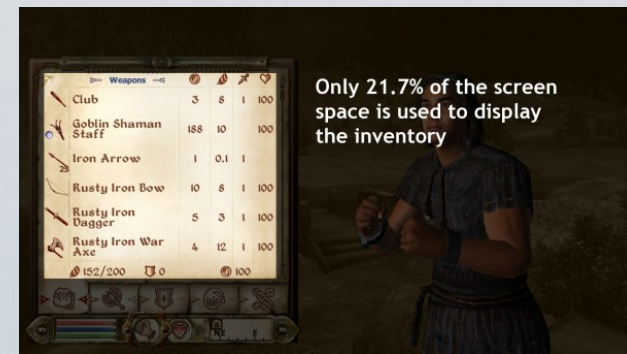 Weapons
Club 3 8 1 100
Goblin Shaman
Staff 188 10 100
Iron Arrow 1 0.1 1
25
Rusty Iron Bow 10 8 1 100
Rusty Iron
Dagger 5 3 1 100
Rusty Iron War
Axe 4 12 1 100
152/200 0 100
N E E
Only 21.7% of the screen
space is used to display
the inventory